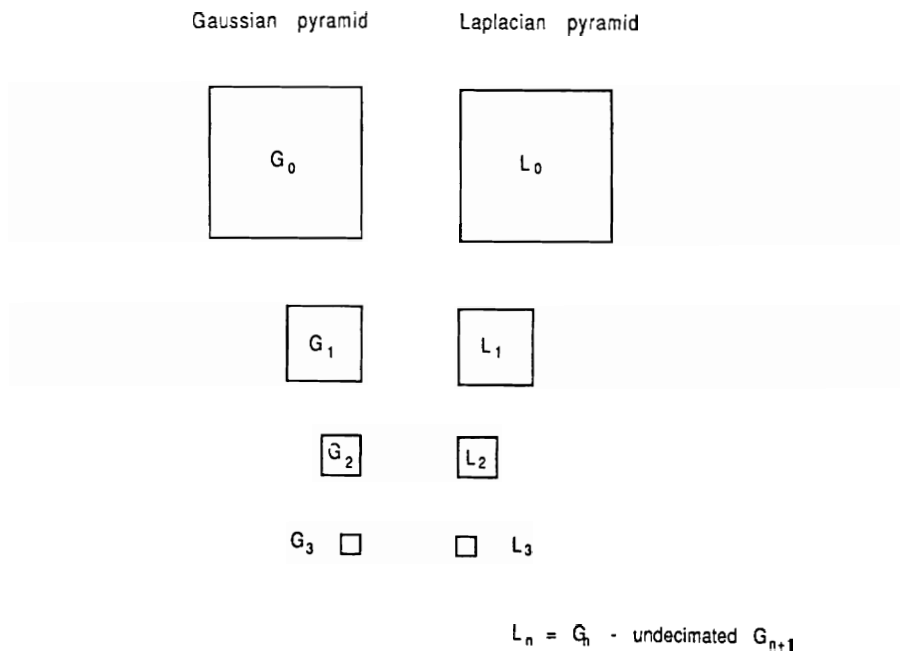 Gaussian pyramid Laplacian pyramid
G₀ L₀
G₁ L₁
G₂ L₂
G₃ L₃
Lₙ = Gₙ - undecimated Gₙ₊₁